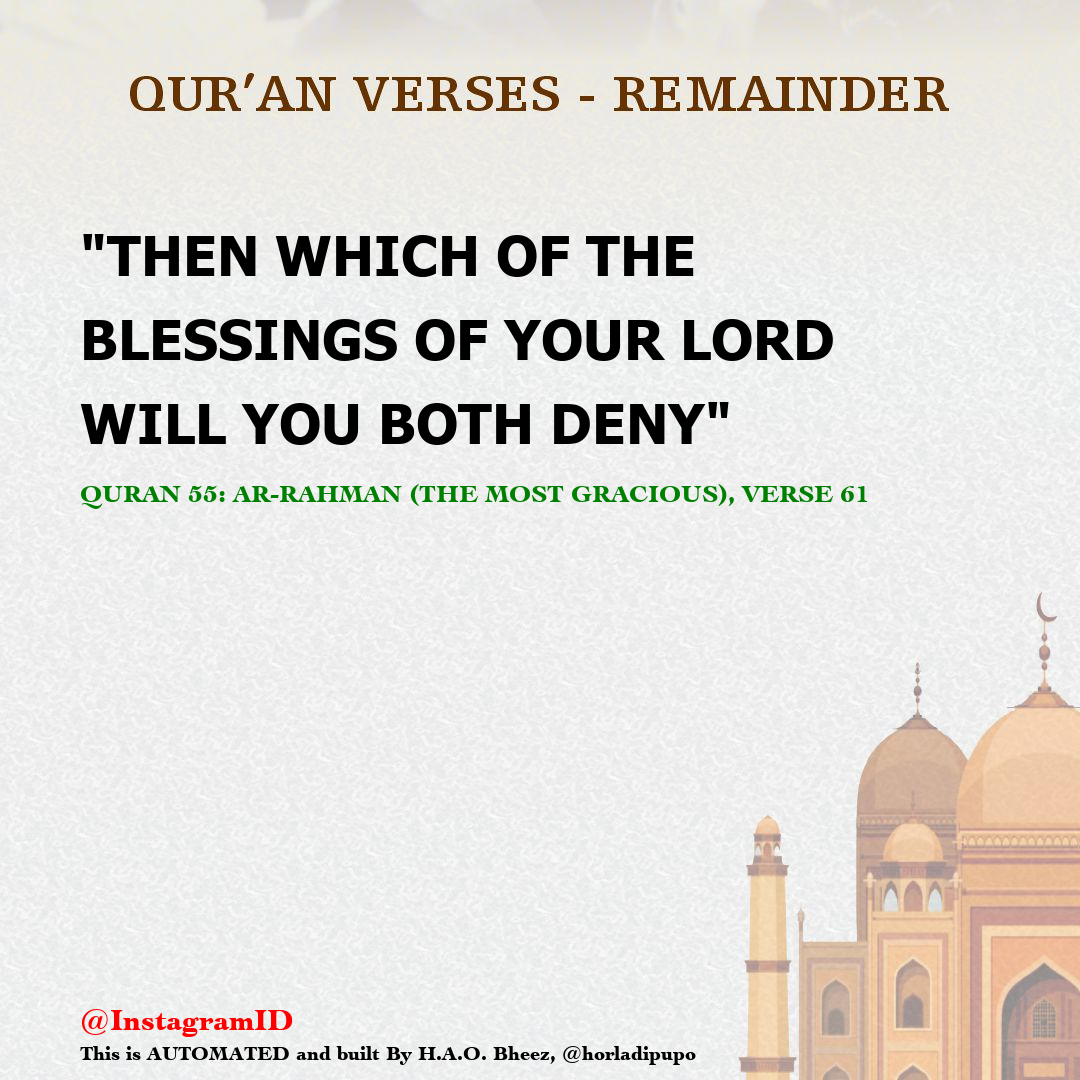 QUR'AN VERSES - REMAINDER
"THEN WHICH OF THE
BLESSINGS OF YOUR LORD
WILL YOU BOTH DENY"
QURAN 55: AR-RAHMAN (THE MOST GRACIOUS), VERSE 61
@InstagramID
This is AUTOMATED and built By H.A.O. Bheez, @horladipupo